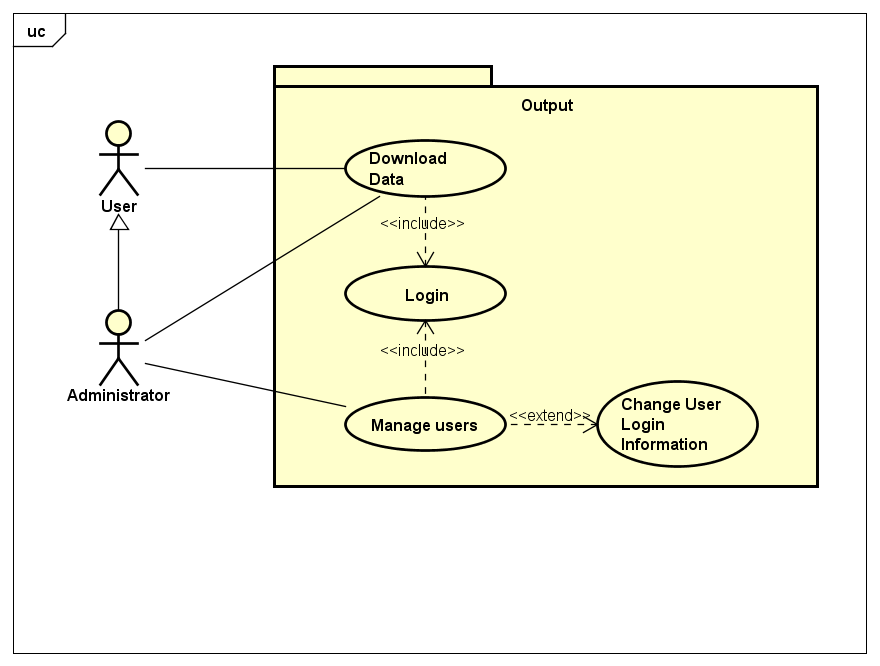 uc
Output
Download
Data
User
<<include>>
Login
<<include>>
Administrator
Manage users
<<extend>>
Change User
Login
Information